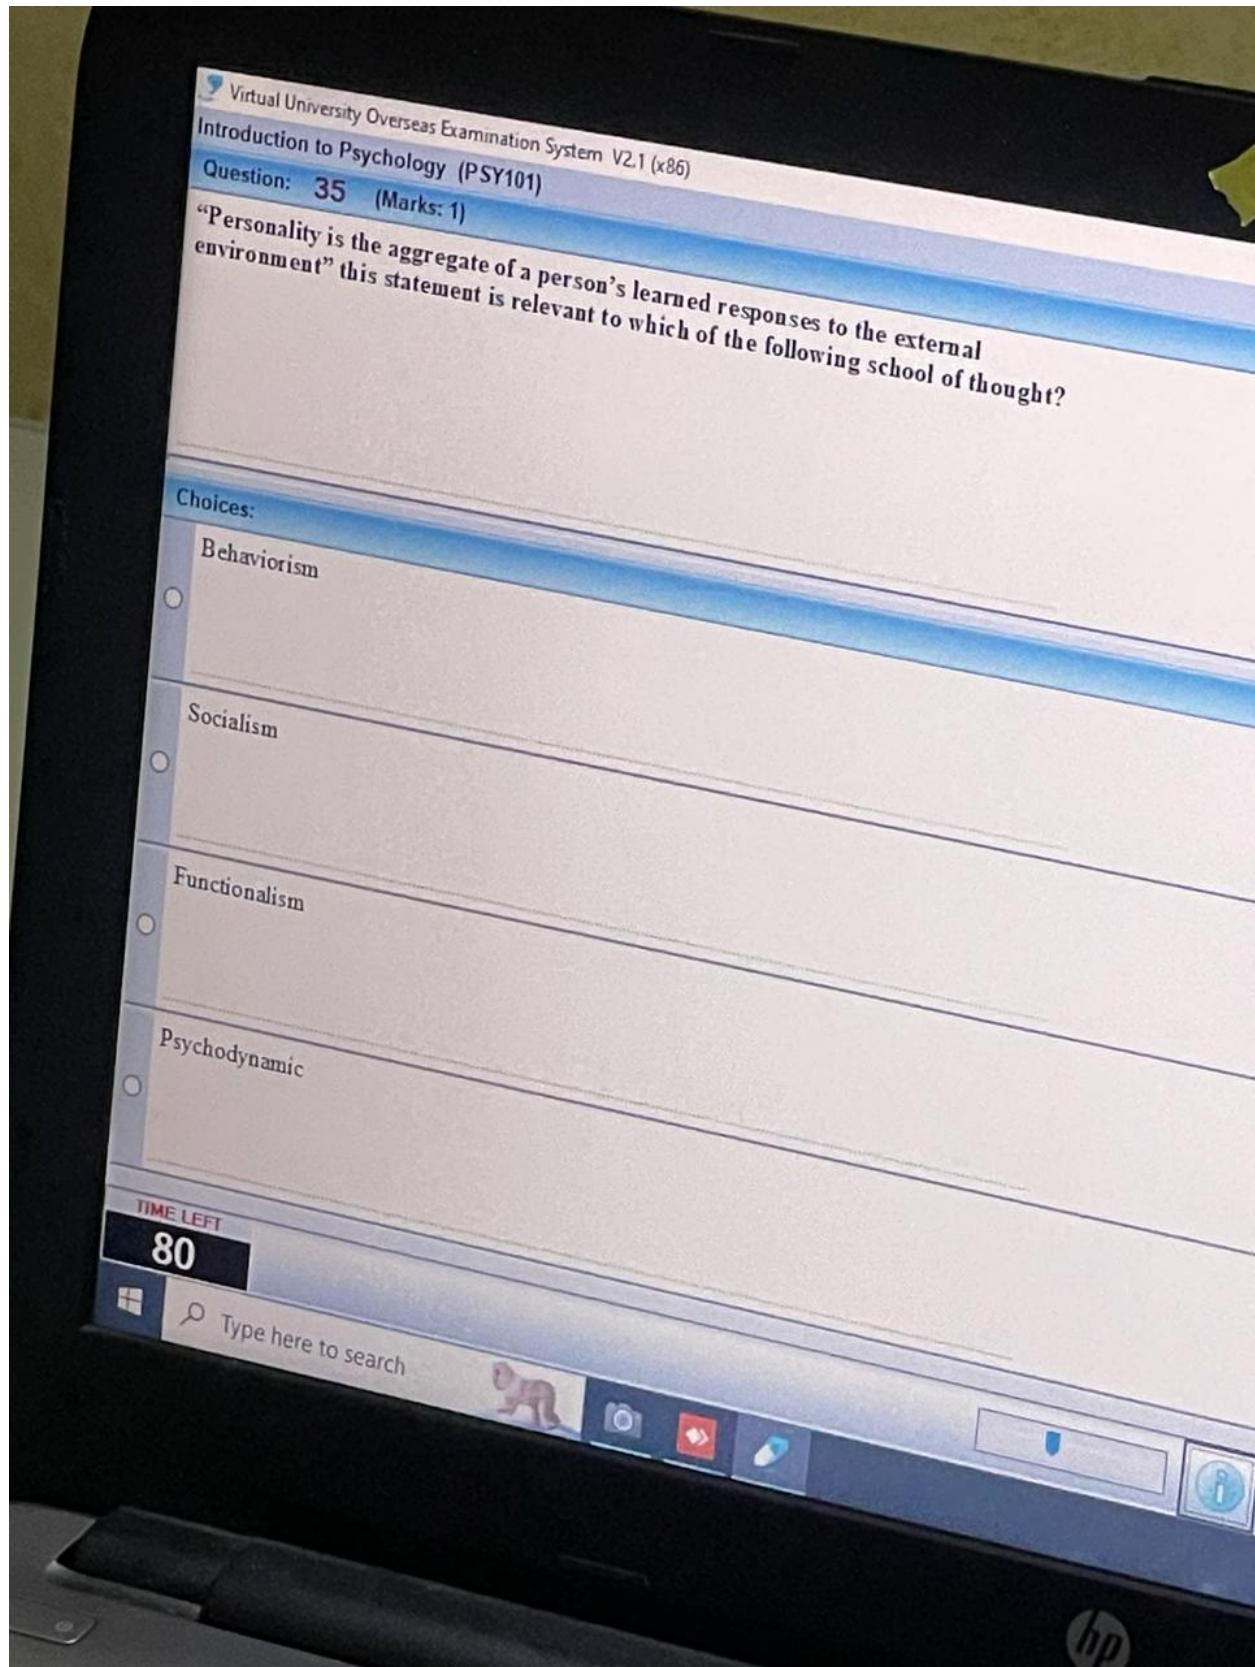 Virtual University Overseas Examination System V2.1 (x86)
Introduction to Psychology (PSY101)
Question: 35 (Marks: 1)
“Personality is the aggregate of a person’s learned responses to the external
environment” this statement is relevant to which of the following school of thought?
Choices:
Behaviorism
Socialism
Functionalism
Psychodynamic
TIME LEFT
80
Type here to search
hp